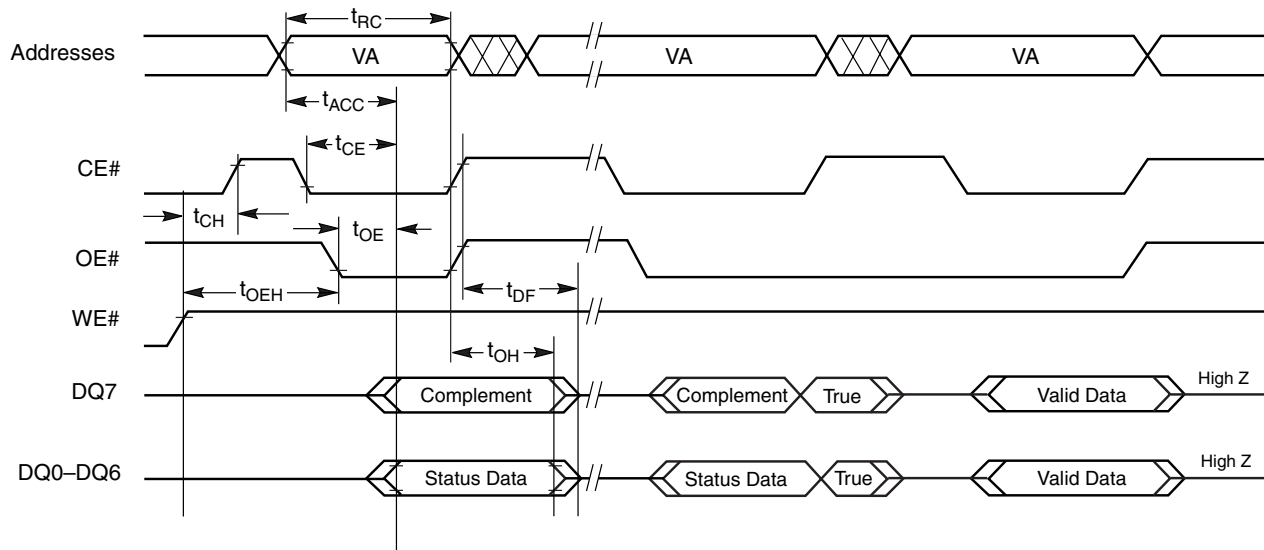 tRC
Addresses VA VA VA
tACC
tCE
CE#
tCH tOE
OE#
tOEH tDF
WE#
tOH
DQ7 Complement Complement True Valid Data High Z
DQ0–DQ6 Status Data Status Data True Valid Data High Z